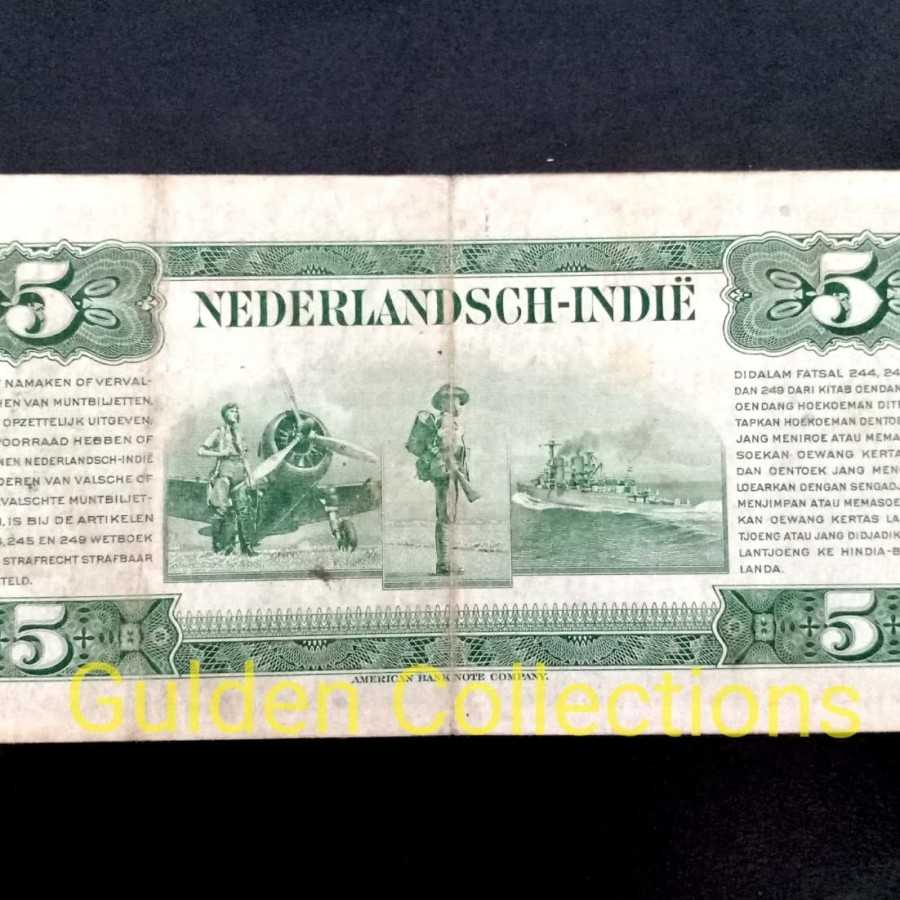 5
5
NEDERLANDSCH-INDIË
NAMAKEN OF VERVAL-
VAN MUNTBILJETTEN,
OPZETTELIJK UITGEVEN,
VOORRAAD HEBBEN OF
NEDERLANDSCH-INDIË
VAN VALSCHE OF
MUNTBILJET-
IS BIJ DE ARTIKELEN
245 EN 249 WETBOEK
STRAFRECHT STRAFBAAR
DIDALAM FATSAL 244,
DAN 249 DARI KITAB OENDANG
OENDANG HOEKOEMAN
TAPKAN HOEKOEMAN
JANG MENIROE ATAU
SOEKAN OEWANG
DAN OENTOEK JANG
LOEARKAN DENGAN
MENJIMPAN ATAU
KAN OEWANG KERTAS
TJOENG ATAU JANG
LANTJOENG KE HINDIA-B
LANDA.
5
5
AMERICAN BANK NOTE COMPANY.
Gulden Collections